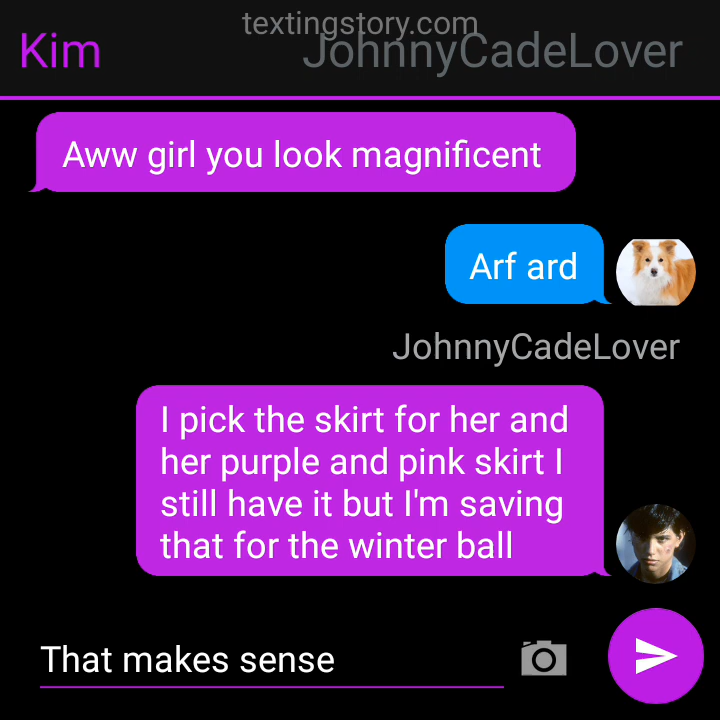 textingstory.com
Kim
JohnnyCadeLover
Aww girl you look magnificent
Arf ard
JohnnyCadeLover
I pick the skirt for her and
her purple and pink skirt I
still have it but I'm saving
that for the winter ball
That makes sense